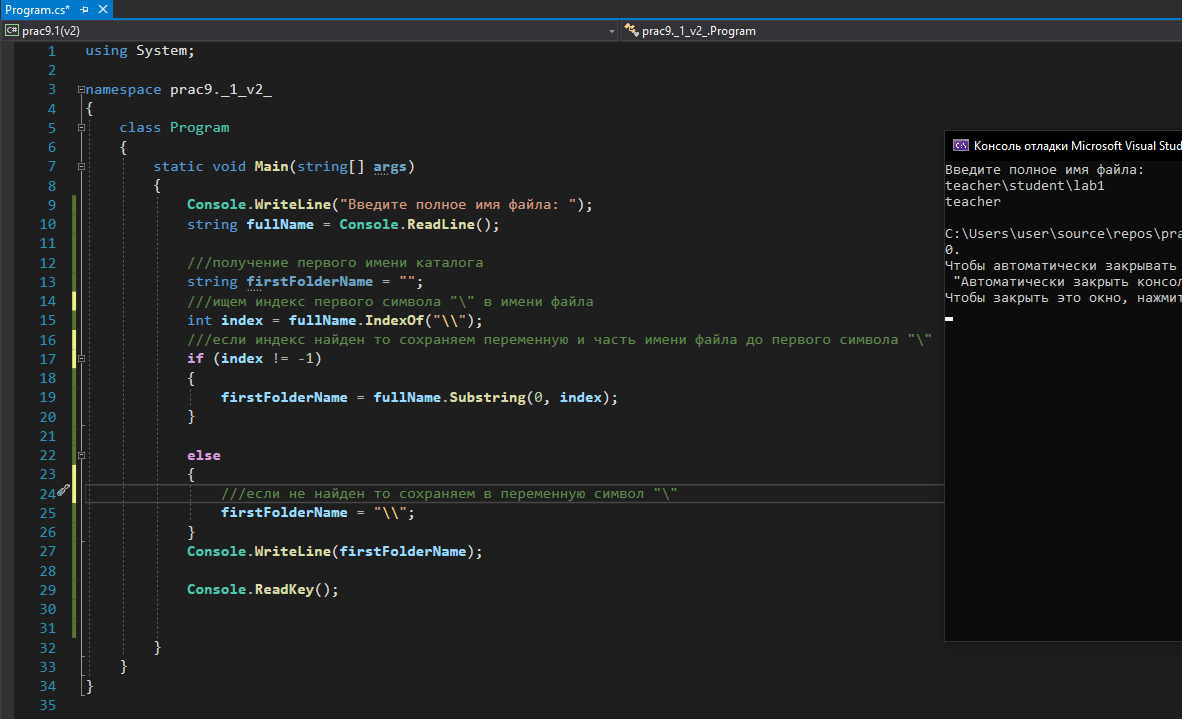 Program.cs*
prac9.1(v2)
prac9._1_v2_.Program
1 using System;
2
3 namespace prac9._1_v2_
4 {
5 class Program
6 {
7 static void Main(string[] args)
8 {
9 Console.WriteLine("Введите полное имя файла: ");
10 string fullName = Console.ReadLine();
11
12 ///получение первого имени каталога
13 string firstFolderName = "";
14 ///ищем индекс первого символа "\" в имени файла
15 int index = fullName.IndexOf("\\");
16 ///если индекс найден то сохраняем переменную и часть имени файла до первого символа "\"
17 if (index != -1)
18 {
19 firstFolderName = fullName.Substring(0, index);
20 }
21
22 else
23 {
24 ///если не найден то сохраняем в переменную символ "\"
25 firstFolderName = "\\";
26 }
27 Console.WriteLine(firstFolderName);
28
29 Console.ReadKey();
30
31
32 }
33 }
34 }
35
C:\ Консоль отладки Microsoft Visual Stud
Введите полное имя файла:
teacher\student\lab1
teacher
C:\Users\user\source\repos\pra
0.
Чтобы автоматически закрывать
"Автоматически закрыть консол
Чтобы закрыть это окно, нажмит